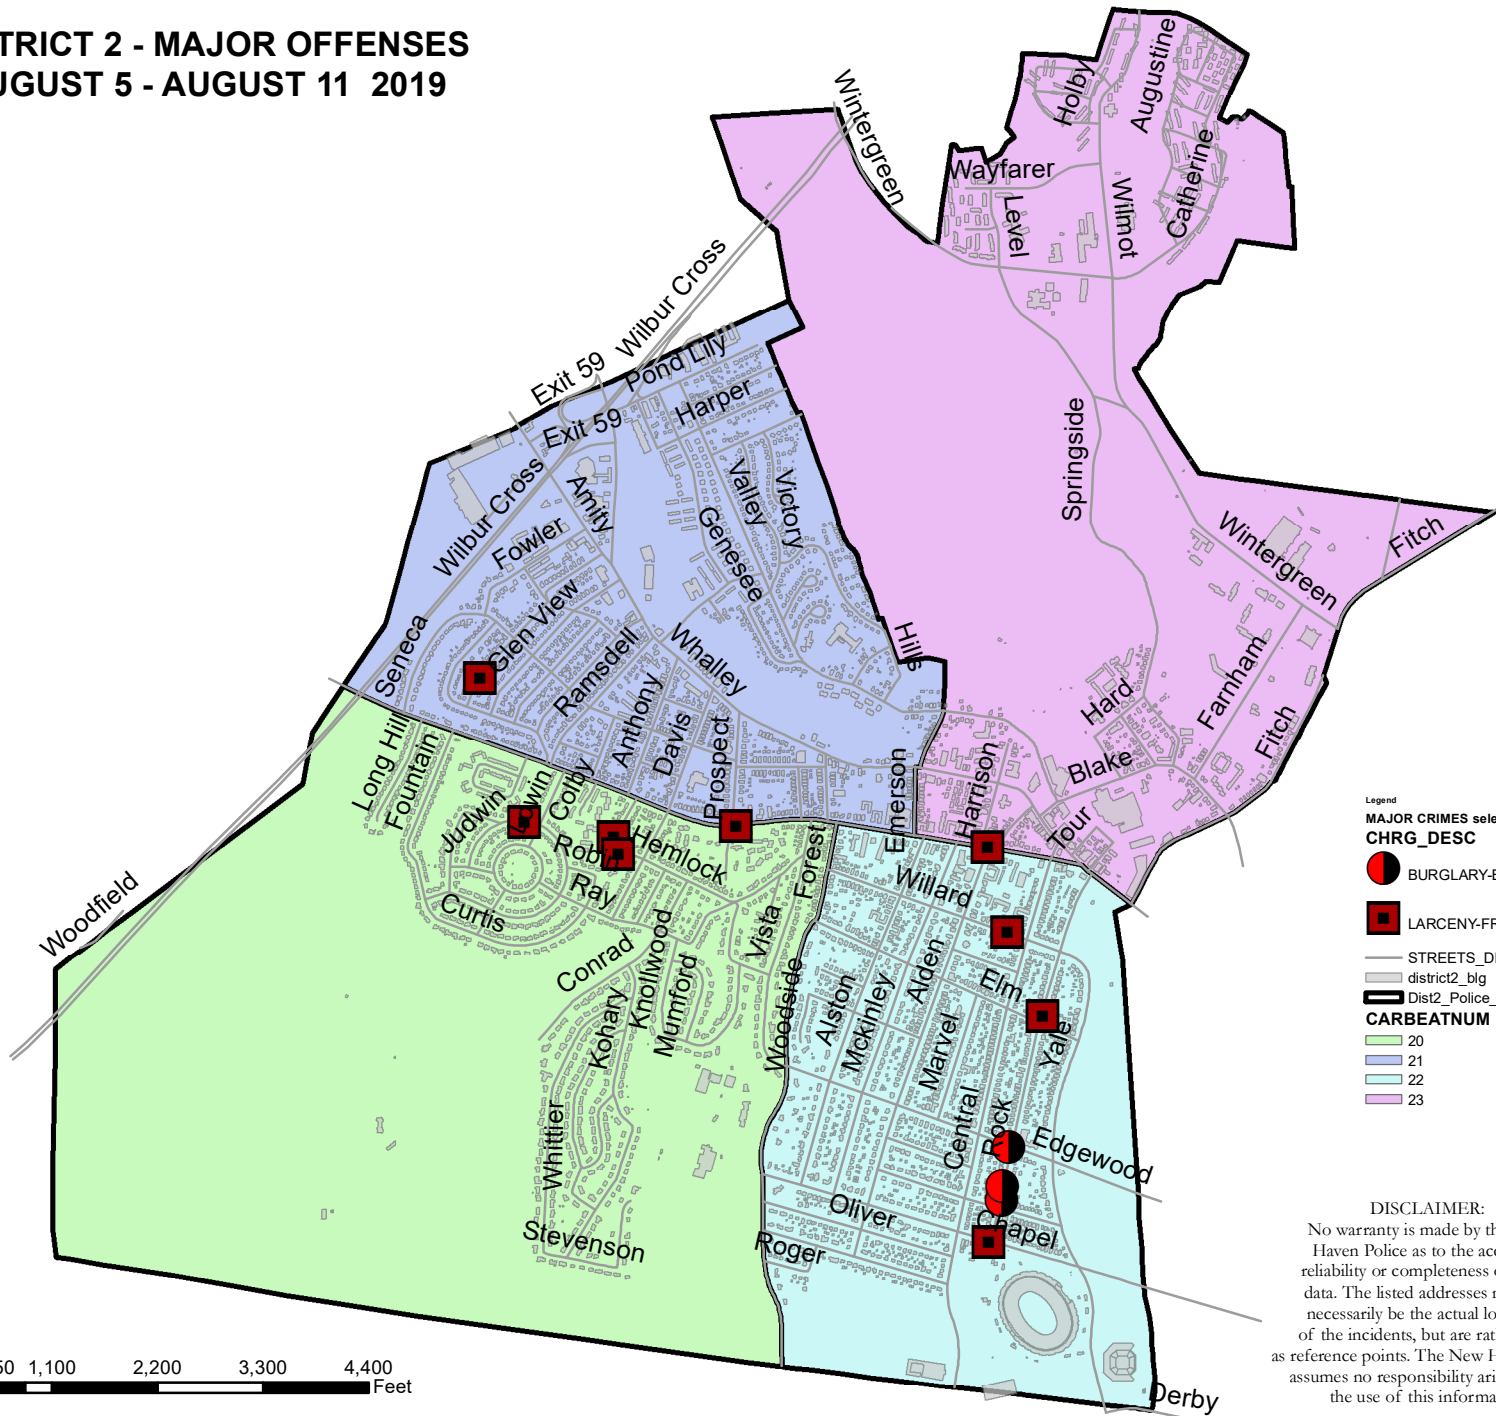 TRICT 2 - MAJOR OFFENSES
UGUST 5 - AUGUST 11 2019
Wintergreen
Holby
Augustine
Catherine
Wayfarer
Level
Wilmot
Wilbur Cross
Exit 59
Pond Lily
Exit 59
Harper
Wilbur Cross
Amity
Fowler
Valley
Victory
Genesee
Springside
Wintergreen
Fitch
Seneca
Glen View
Ramsdell
Whalley
Hills
Anthony
Davis
Prospect
Hard
Farnham
Fitch
Blake
Tour
Harrison
Emerson
Long Hill
Fountain
Judwin
Colby
Robin
Hemlock
Ray
Curtis
Forest
Willard
Woodfield
Conrad
Knollwood
Vista
Mumford
Kohary
Woodside
Alston
Mckinley
Alden
Elm
Marvel
Yale
Central
Rock
Edgewood
Whittier
Stevenson
Oliver
Chapel
Roger
Derby
Legend
MAJOR CRIMES sele
CHRG_DESC
BURGLARY-B
LARCENY-FR
STREETS_DI
district2_blg
Dist2_Police_
CARBEATNUM
20
21
22
23
DISCLAIMER:
No warranty is made by th
Haven Police as to the acc
reliability or completeness o
data. The listed addresses m
necessarily be the actual lo
of the incidents, but are rat
as reference points. The New H
assumes no responsibility ari
the use of this informa
50 1,100 2,200 3,300 4,400
Feet